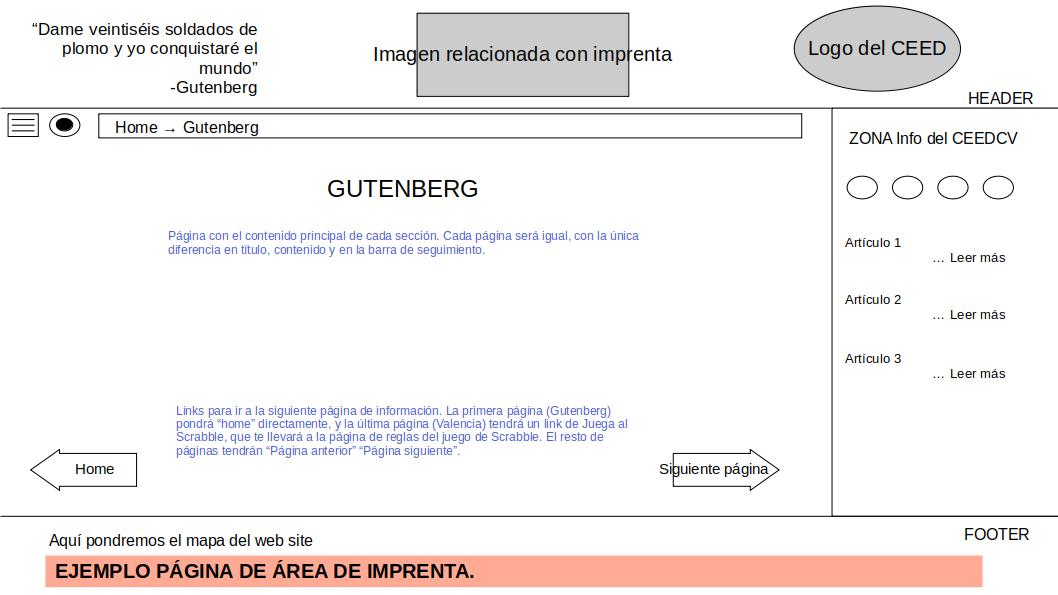 “Dame veintiséis soldados de
plomo y yo conquistaré el
mundo”
-Gutenberg
Imagen relacionada con imprenta
Logo del CEED
HEADER
Home → Gutenberg
GUTENBERG
Página con el contenido principal de cada sección. Cada página será igual, con la única
diferencia en título, contenido y en la barra de seguimiento.
Links para ir a la siguiente página de información. La primera página (Gutenberg)
pondrá “home” directamente, y la última página (Valencia) tendrá un link de Juega al
Scrabble, que te llevará a la página de reglas del juego de Scrabble. El resto de
páginas tendrán “Página anterior” “Página siguiente”.
Home
Siguiente página
ZONA Info del CEEDCV
Artículo 1
... Leer más
Artículo 2
... Leer más
Artículo 3
... Leer más
FOOTER
Aquí pondremos el mapa del web site
EJEMPLO PÁGINA DE ÁREA DE IMPRENTA.